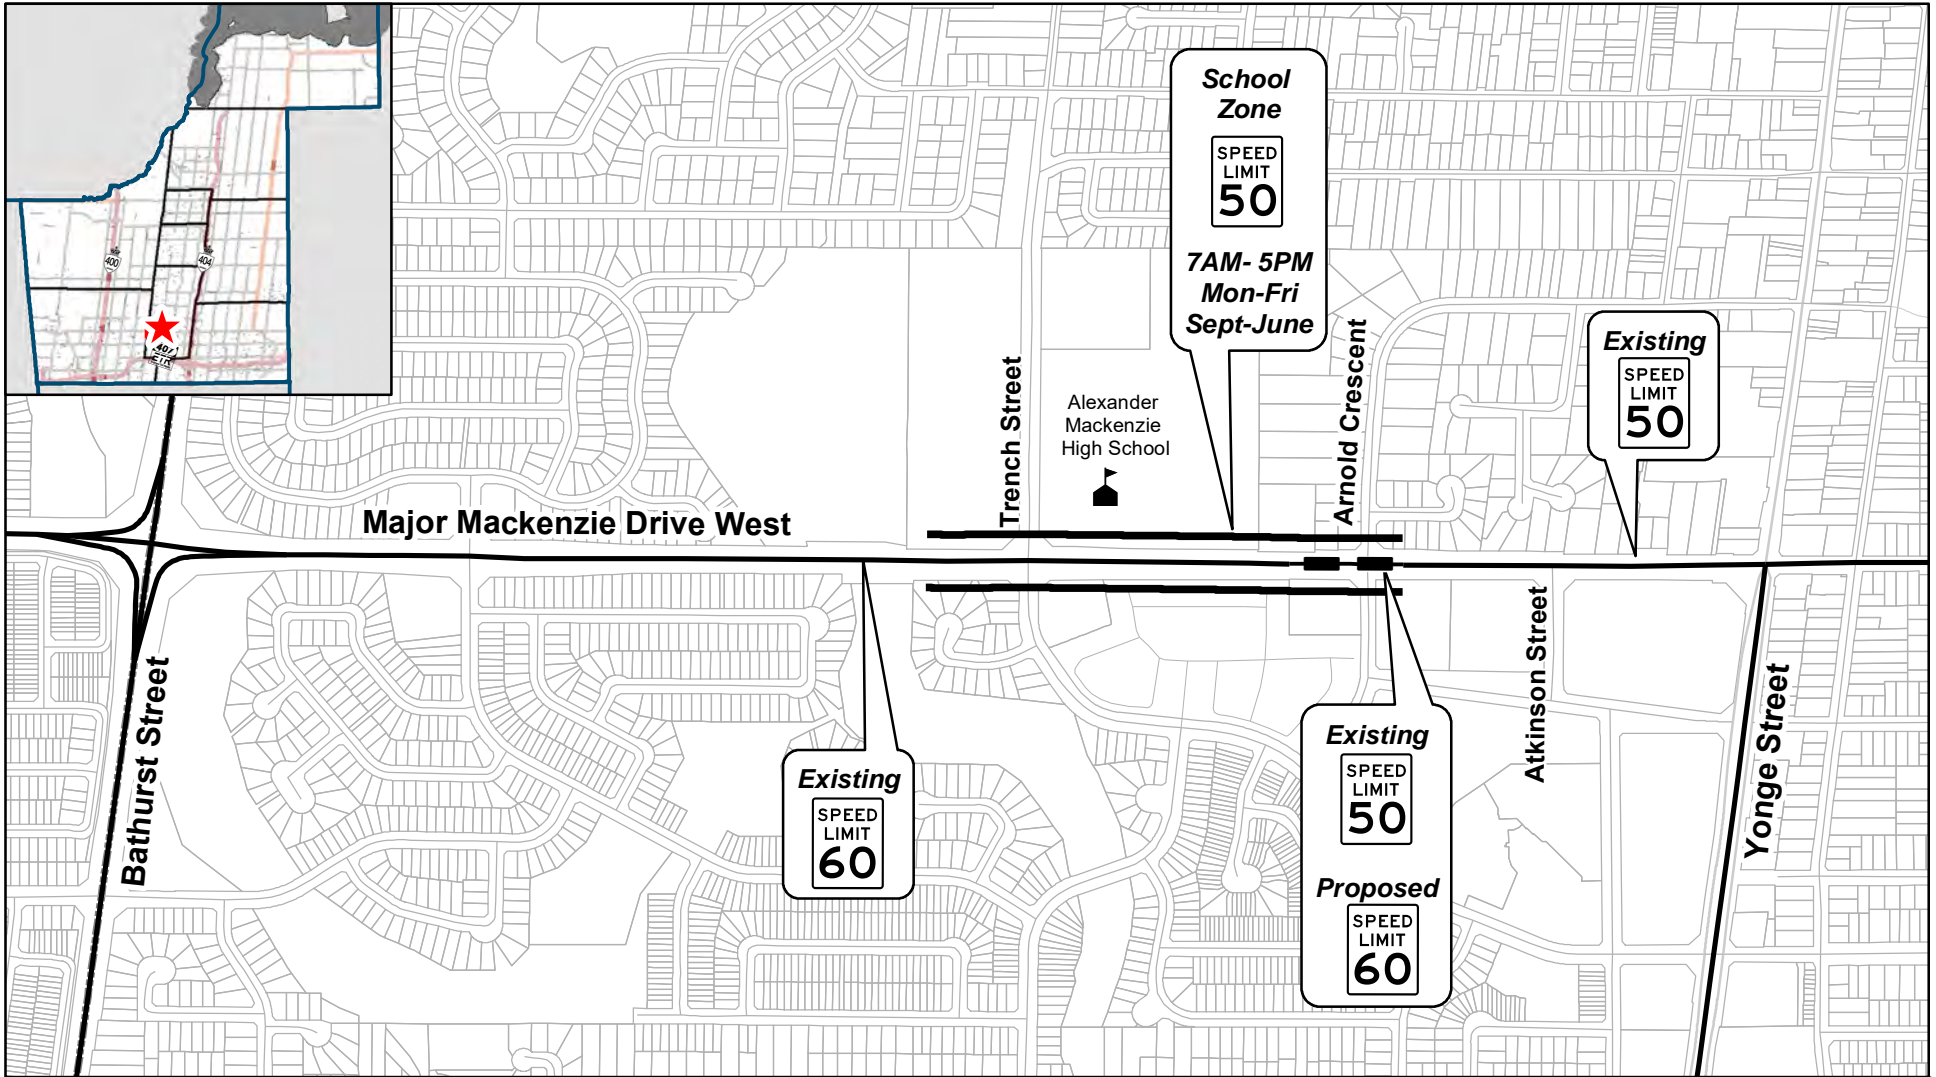 400
404
407
ETR
School
Zone
SPEED
LIMIT
50
7AM- 5PM
Mon-Fri
Sept-June
Existing
SPEED
LIMIT
50
Alexander
Mackenzie
High School
Trench Street
Arnold Crescent
Major Mackenzie Drive West
Bathurst Street
Atkinson Street
Yonge Street
Existing
SPEED
LIMIT
60
Existing
SPEED
LIMIT
50
Proposed
SPEED
LIMIT
60